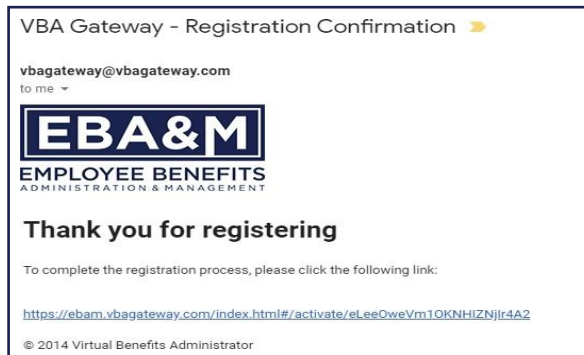 VBA Gateway - Registration Confirmation
vbagateway@vbagateway.com
to me
EBA&M
EMPLOYEE BENEFITS
ADMINISTRATION & MANAGEMENT
Thank you for registering
To complete the registration process, please click the following link:
https://ebam.vbagateway.com/index.html#/activate/eLeeOweVm1OKNHIZNjIr4A2
© 2014 Virtual Benefits Administrator